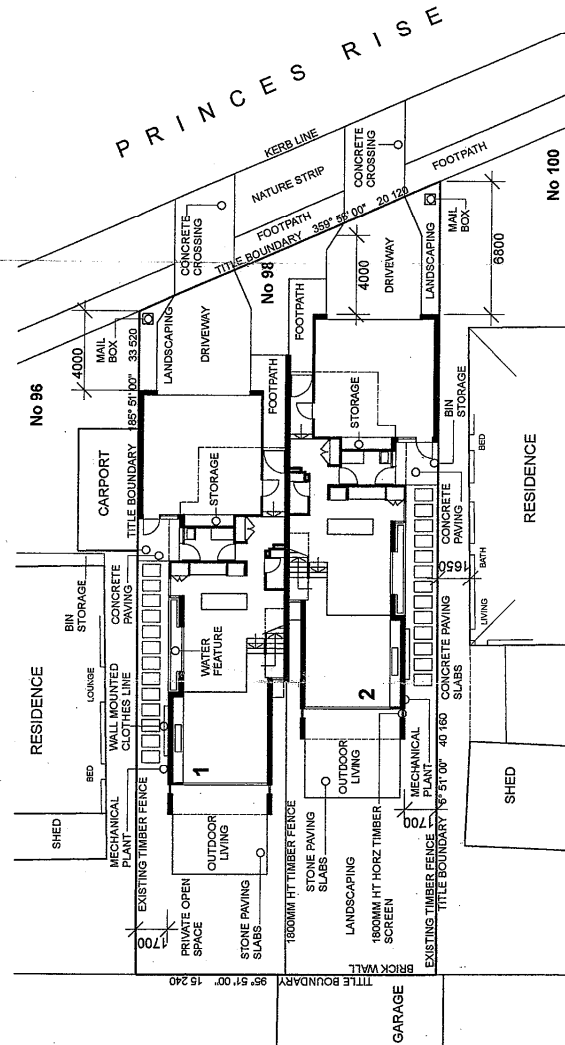 PRINCES RISE
KERB LINE
NATURE STRIP
CONCRETE
CROSSING
CONCRETE
CROSSING
FOOTPATH
FOOTPATH
TITLE BOUNDARY 359° 58' 00" 20 120
No 100
No 98
No 96
MAIL
BOX
4000
LANDSCAPING
DRIVEWAY
FOOTPATH
TITLE BOUNDARY 185° 51' 00" 33 520
CARPORT
STORAGE
BIN
STORAGE
CONCRETE
PAVING
WATER
FEATURE
WALL MOUNTED
CLOTHES LINE
RESIDENCE
LOUNGE
BED
SHED
MECHANICAL
PLANT
EXISTING TIMBER FENCE
1
OUTDOOR
LIVING
1700
PRIVATE OPEN
SPACE
STONE PAVING
SLABS
1800MM HT TIMBER FENCE
TITLE BOUNDARY
95° 51' 00" 15 240
MAIL
BOX
6800
4000
LANDSCAPING
DRIVEWAY
FOOTPATH
STORAGE
BIN
STORAGE
CONCRETE
PAVING
1650
CONCRETE PAVING
SLABS
BED
BATH
LIVING
RESIDENCE
2
OUTDOOR
LIVING
MECHANICAL
PLANT
1700
STONE PAVING
SLABS
LANDSCAPING
1800MM HT HORZ TIMBER
SCREEN
EXISTING TIMBER FENCE
TITLE BOUNDARY 6° 51' 00" 40 160
BRICK WALL
SHED
GARAGE